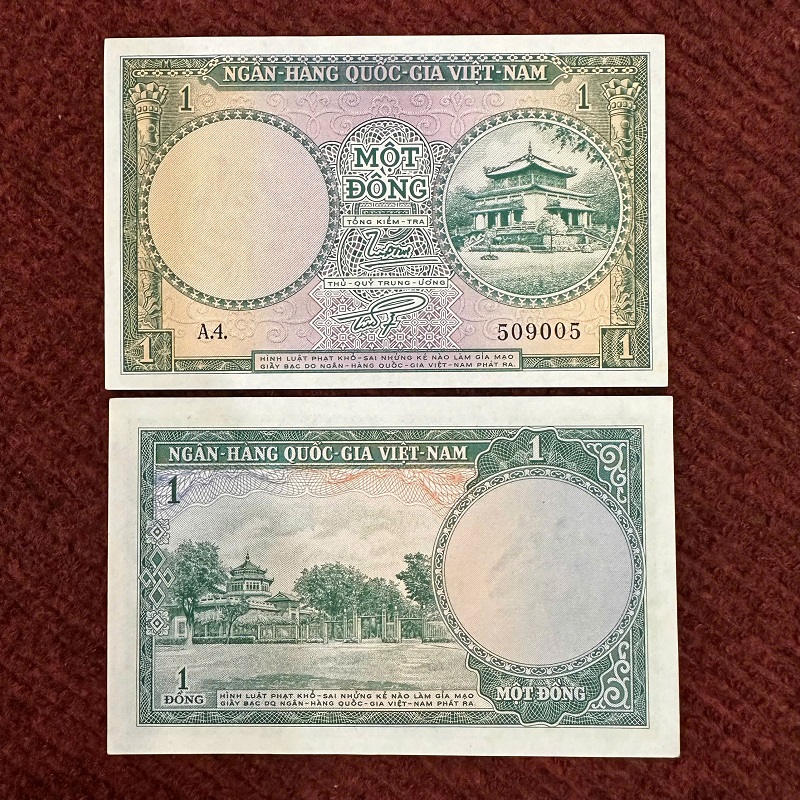 NGÂN-HÀNG QUỐC-GIA VIỆT-NAM
1 1
MỘT
ĐỒNG
TỔNG KIỂM-TRA
THỦ-QUỸ TRUNG-ƯƠNG
A.4. 509005
1 1
HÌNH LUẬT PHẠT KHỔ-SAI NHỮNG KẺ NÀO LÀM GIẢ MẠO
GIẤY BẠC DO NGÂN-HÀNG QUỐC-GIA VIỆT-NAM PHÁT RA.
1
NGÂN-HÀNG QUỐC-GIA VIỆT-NAM
1
1
ĐỒNG
HÌNH LUẬT PHẠT KHỔ-SAI NHỮNG KẺ NÀO LÀM GIẢ MẠO
GIẤY BẠC DO NGÂN-HÀNG QUỐC-GIA VIỆT-NAM PHÁT RA.
MỘT ĐỒNG